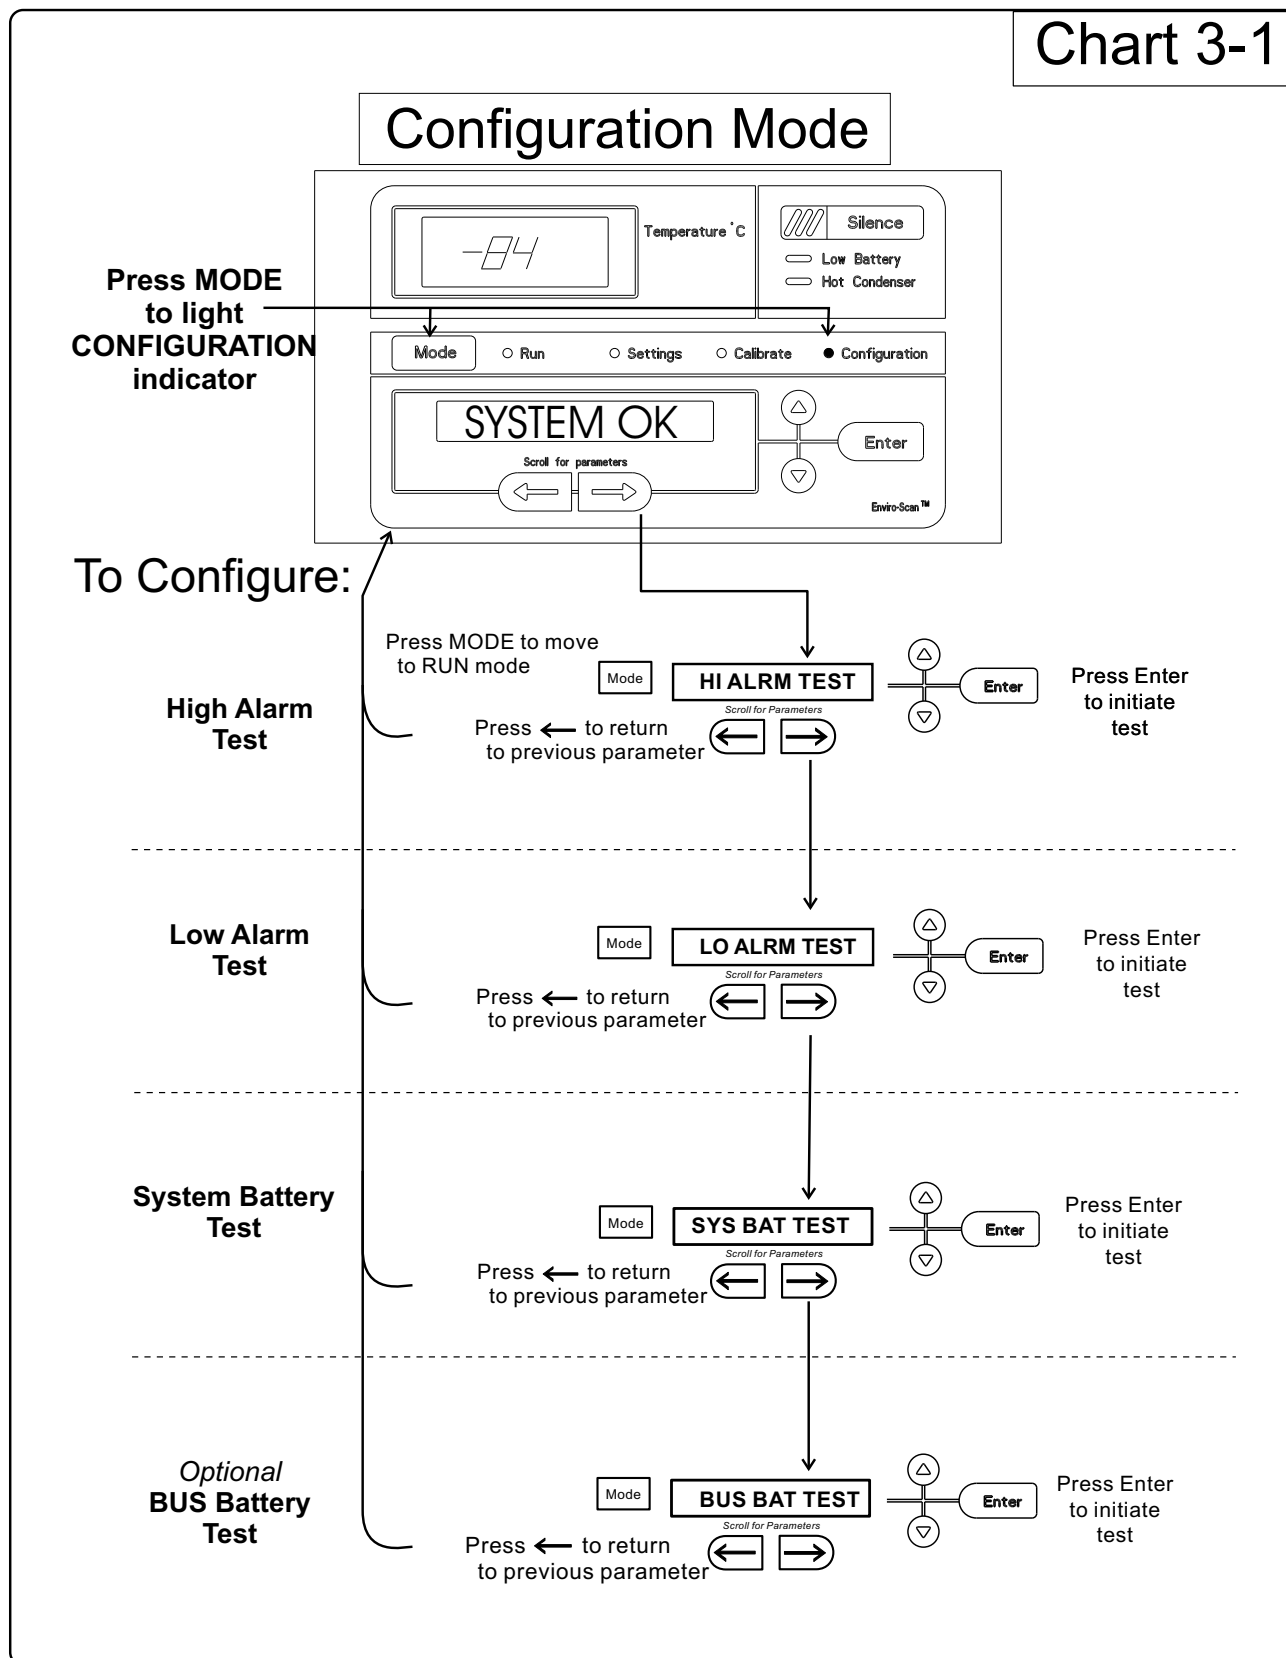 Chart 3-1
Configuration Mode
-84
Temperature °C
Silence
Low Battery
Hot Condenser
Press MODE
to light
CONFIGURATION
indicator
Mode
Run
Settings
Calibrate
Configuration
SYSTEM OK
Scroll for parameters
Enter
Enviro-Scan™
To Configure:
Press MODE to move
to RUN mode
High Alarm
Test
Mode
HI ALRM TEST
Scroll for Parameters
Press ← to return
to previous parameter
Enter
Press Enter
to initiate
test
Low Alarm
Test
Mode
LO ALRM TEST
Scroll for Parameters
Press ← to return
to previous parameter
Enter
Press Enter
to initiate
test
System Battery
Test
Mode
SYS BAT TEST
Scroll for Parameters
Press ← to return
to previous parameter
Enter
Press Enter
to initiate
test
Optional
BUS Battery
Test
Mode
BUS BAT TEST
Scroll for Parameters
Press ← to return
to previous parameter
Enter
Press Enter
to initiate
test